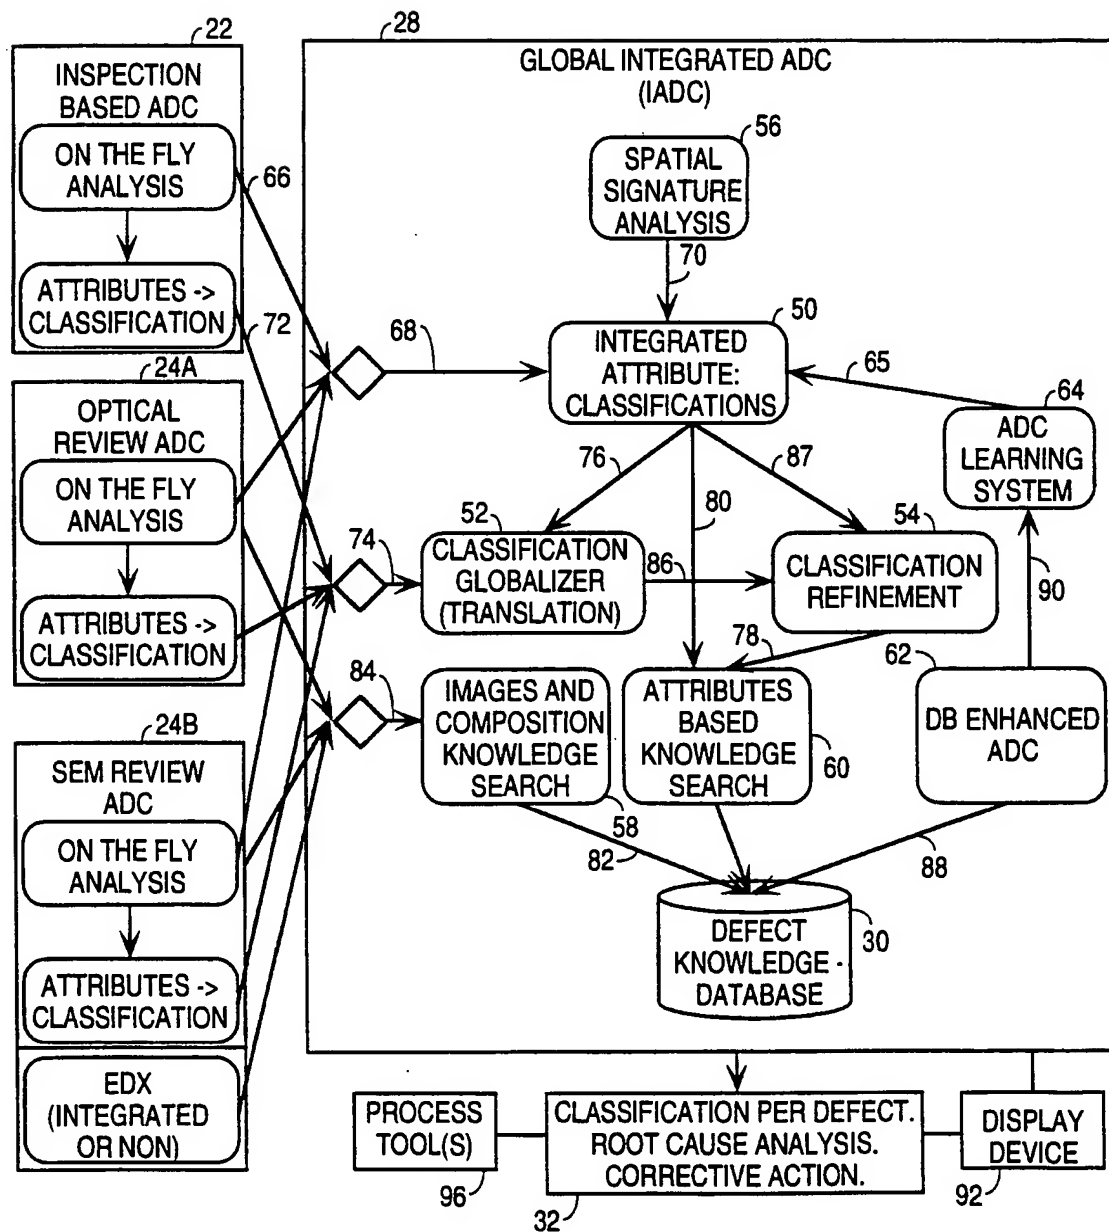 22
INSPECTION
BASED ADC
ON THE FLY
ANALYSIS
ATTRIBUTES ->
CLASSIFICATION
66
72
24A
OPTICAL
REVIEW ADC
ON THE FLY
ANALYSIS
ATTRIBUTES ->
CLASSIFICATION
24B
SEM REVIEW
ADC
ON THE FLY
ANALYSIS
ATTRIBUTES ->
CLASSIFICATION
EDX
(INTEGRATED
OR NON)
28
GLOBAL INTEGRATED ADC
(IADC)
56
SPATIAL
SIGNATURE
ANALYSIS
70
50
INTEGRATED
ATTRIBUTE:
CLASSIFICATIONS
68
65
64
ADC
LEARNING
SYSTEM
76
80
87
52
CLASSIFICATION
GLOBALIZER
(TRANSLATION)
74
86
54
CLASSIFICATION
REFINEMENT
90
78
84
IMAGES AND
COMPOSITION
KNOWLEDGE
SEARCH
58
ATTRIBUTES
BASED
KNOWLEDGE
SEARCH
60
62
DB ENHANCED
ADC
82
88
DEFECT
KNOWLEDGE -
DATABASE
30
PROCESS
TOOL(S)
96
CLASSIFICATION PER DEFECT.
ROOT CAUSE ANALYSIS.
CORRECTIVE ACTION.
32
DISPLAY
DEVICE
92